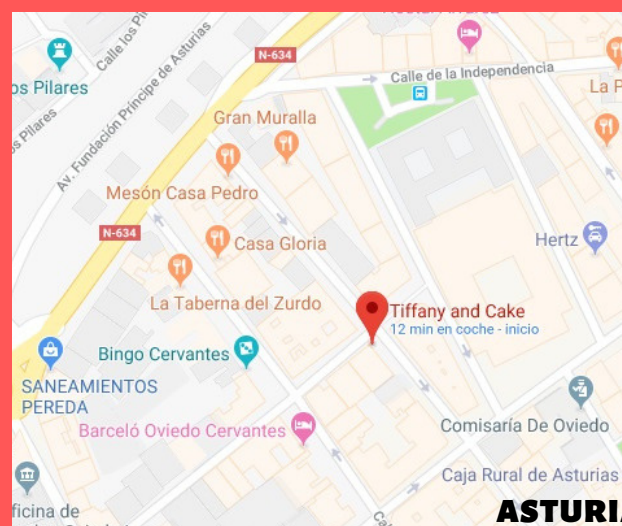 Calle los Pi
N-634
Calle de la Independencia
os Pilares
La P
s Pilares
Av. Fundación Príncipe de Asturias
Gran Muralla
Mesón Casa Pedro
N-634
Casa Gloria
Hertz
La Taberna del Zurdo
Tiffany and Cake
12 min en coche - inicio
Bingo Cervantes
SANEAMIENTOS
PEREDA
Barceló Oviedo Cervantes
Comisaría De Oviedo
Caja Rural de Asturias
ficina de
Cal
ASTURIA